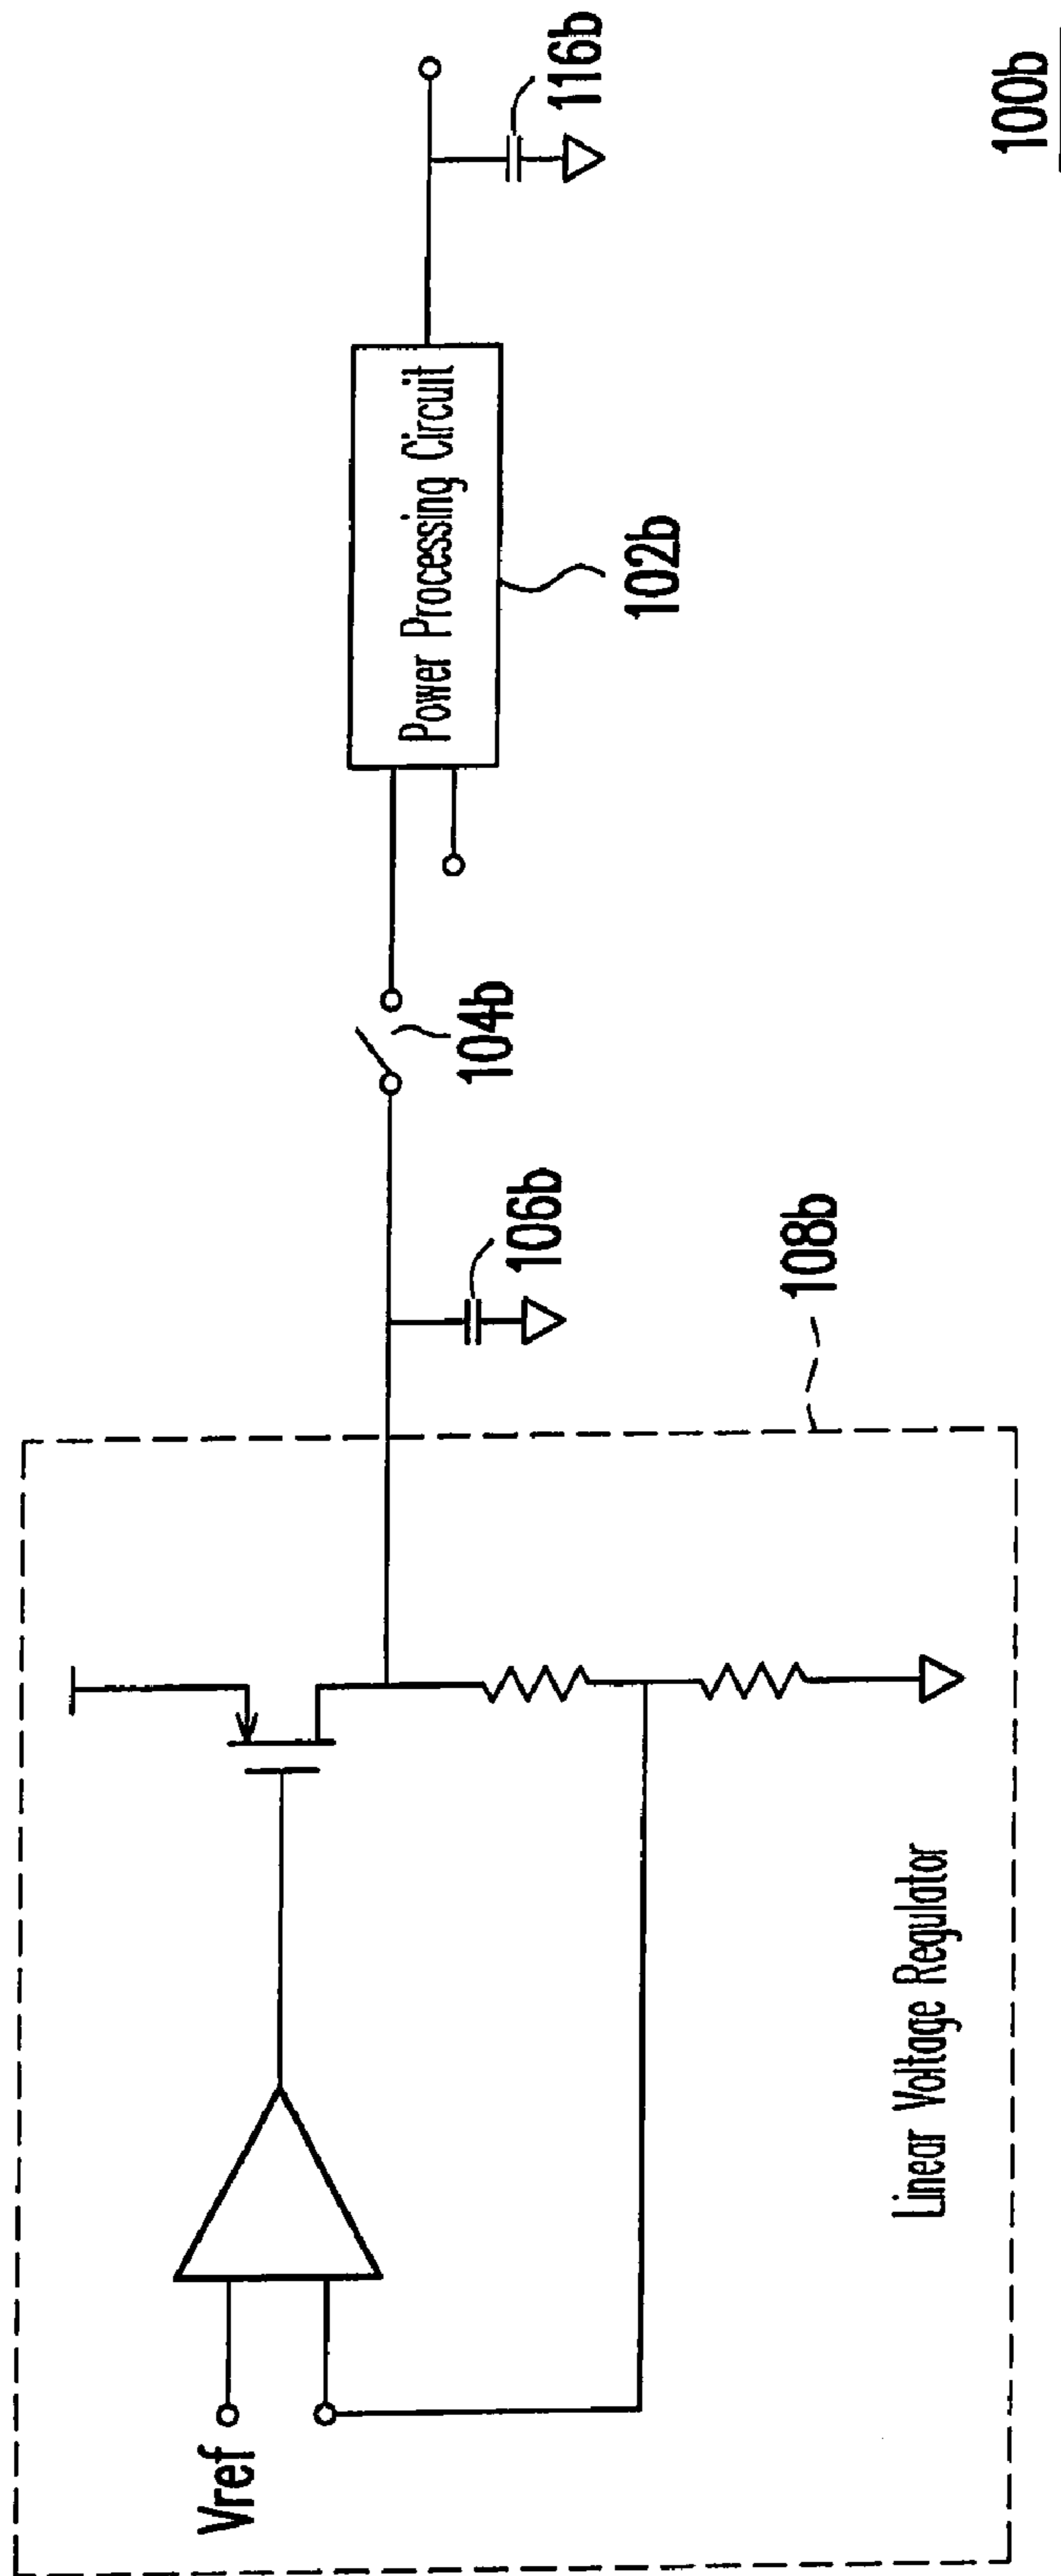 Vref
Linear Voltage Regulator
108b
106b
104b
Power Processing Circuit
102b
116b
100b